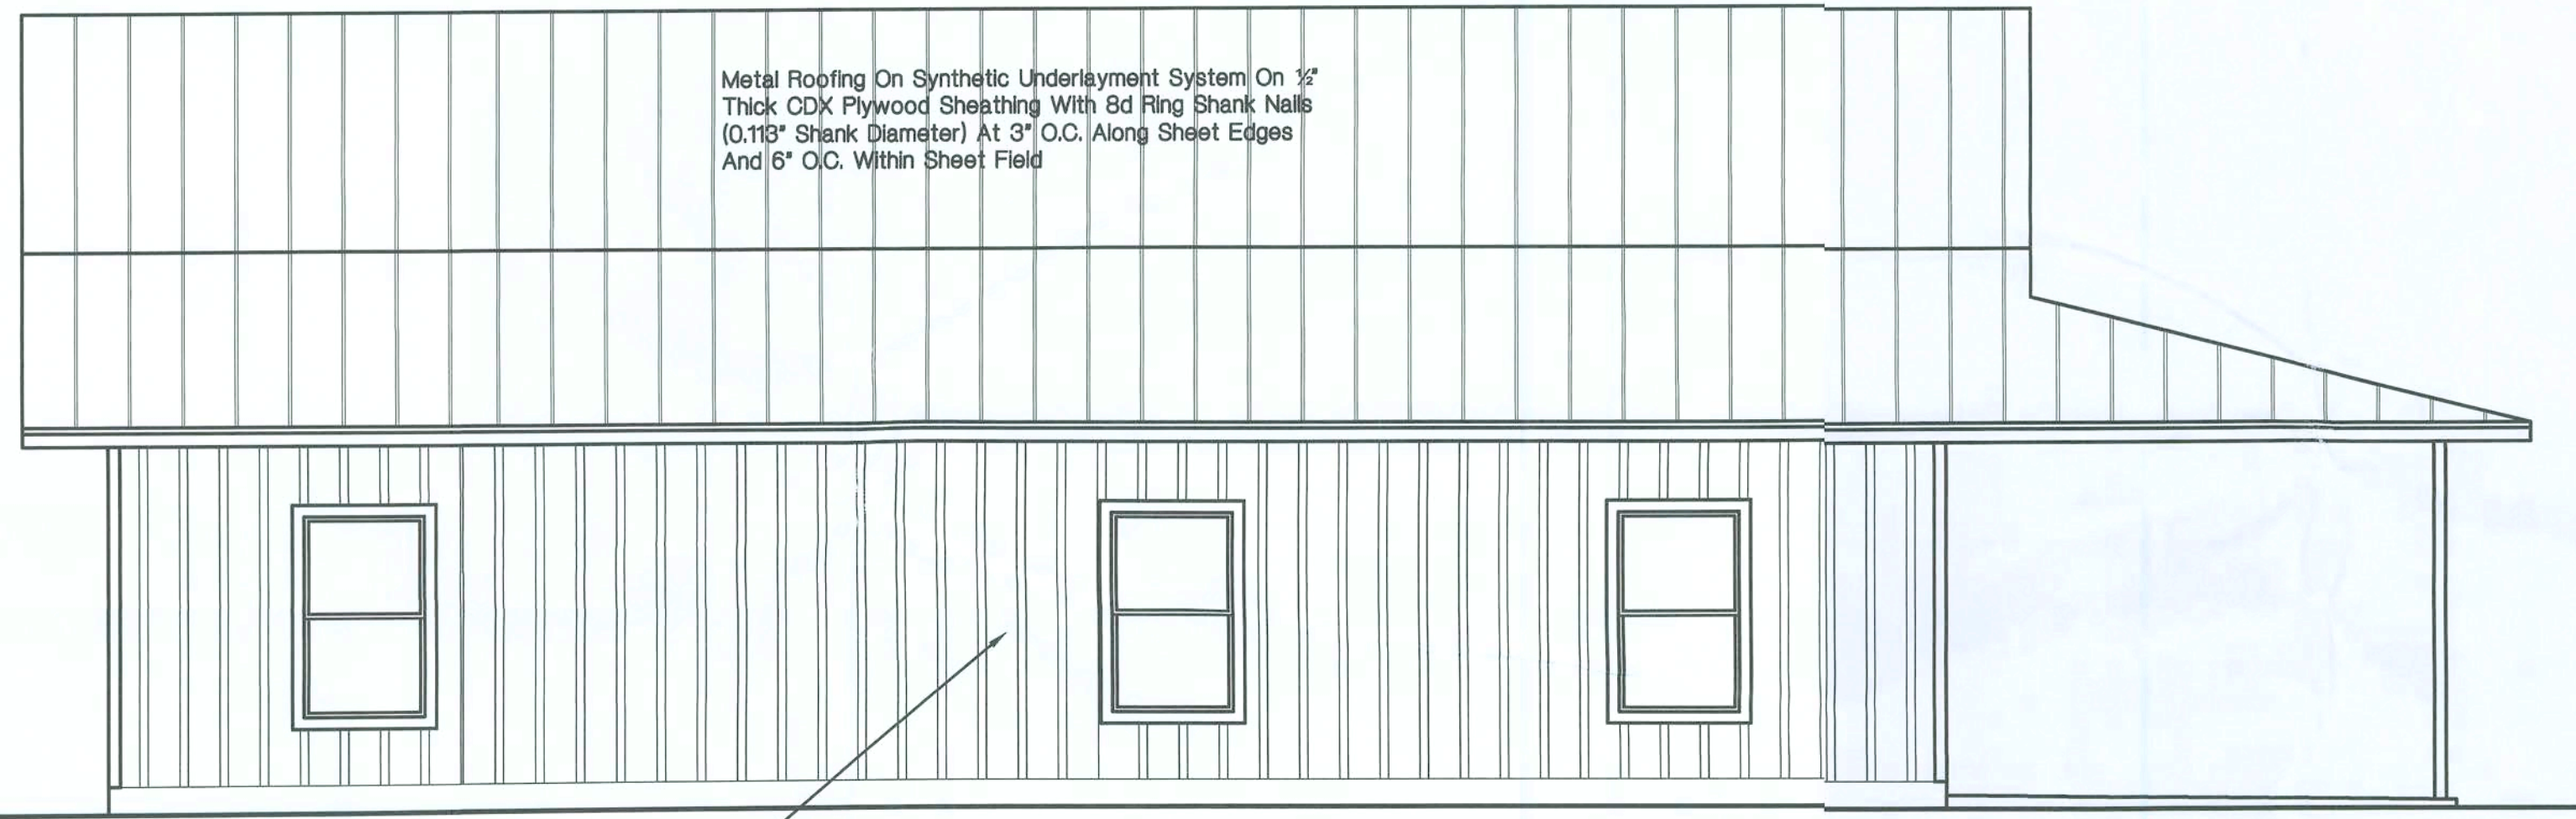 Metal Roofing On Synthetic Underlayment System On ½"
Thick CDX Plywood Sheathing With 8d Ring Shank Nails
(0.113" Shank Diameter) At 3" O.C. Along Sheet Edges
And 6" O.C. Within Sheet Field